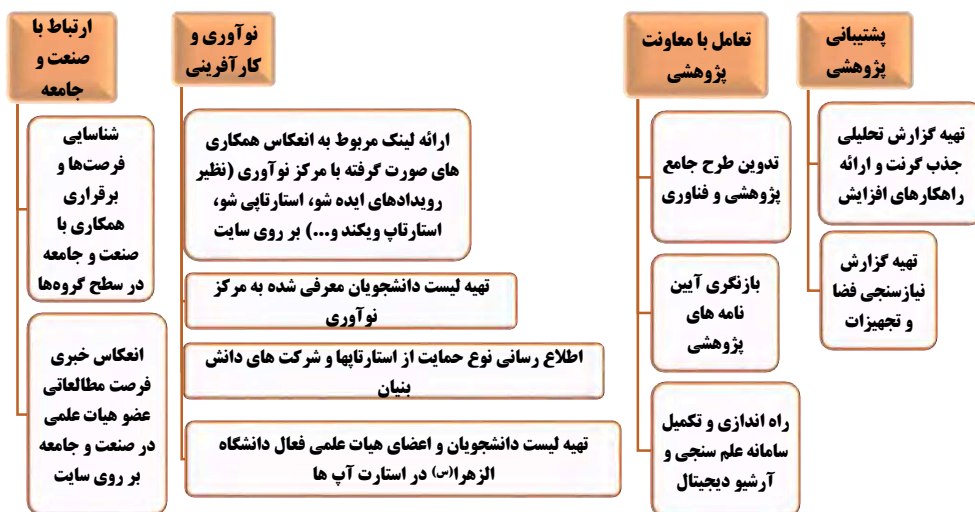 پشتیبانی
پژوهشی
تهیه گزارش تحلیلی
جذب گرنت و ارائه
راهکارهای افزایش
تهیه گزارش
نیازسنجی فضا
و تجهیزات
تعامل با معاونت
پژوهشی
تدوین طرح جامع
پژوهشی و فناوری
بازنگری آیین
نامه های
پژوهشی
راه اندازی و تکمیل
سامانه علم سنجی و
آرشیو دیجیتال
نوآوری و
کارآفرینی
ارائه لینک مربوط به انعکاس همکاری
های صورت گرفته با مرکز نوآوری (نظیر
رویدادهای ایده شو، استارتاپی شو،
استارتاپ ویکند و...) بر روی سایت
تهیه لیست دانشجویان معرفی شده به مرکز
نوآوری
اطلاع رسانی نوع حمایت از استارتاپها و شرکت های دانش
بنیان
تهیه لیست دانشجویان و اعضای هیات علمی فعال دانشگاه
الزهرا(س) در استارت آپ ها
ارتباط با
صنعت و
جامعه
شناسایی
فرصت‌ها و
برقراری
همکاری با
صنعت و جامعه
در سطح گروه‌ها
انعکاس خبری
فرصت مطالعاتی
عضو هیات علمی
در صنعت و جامعه
بر روی سایت